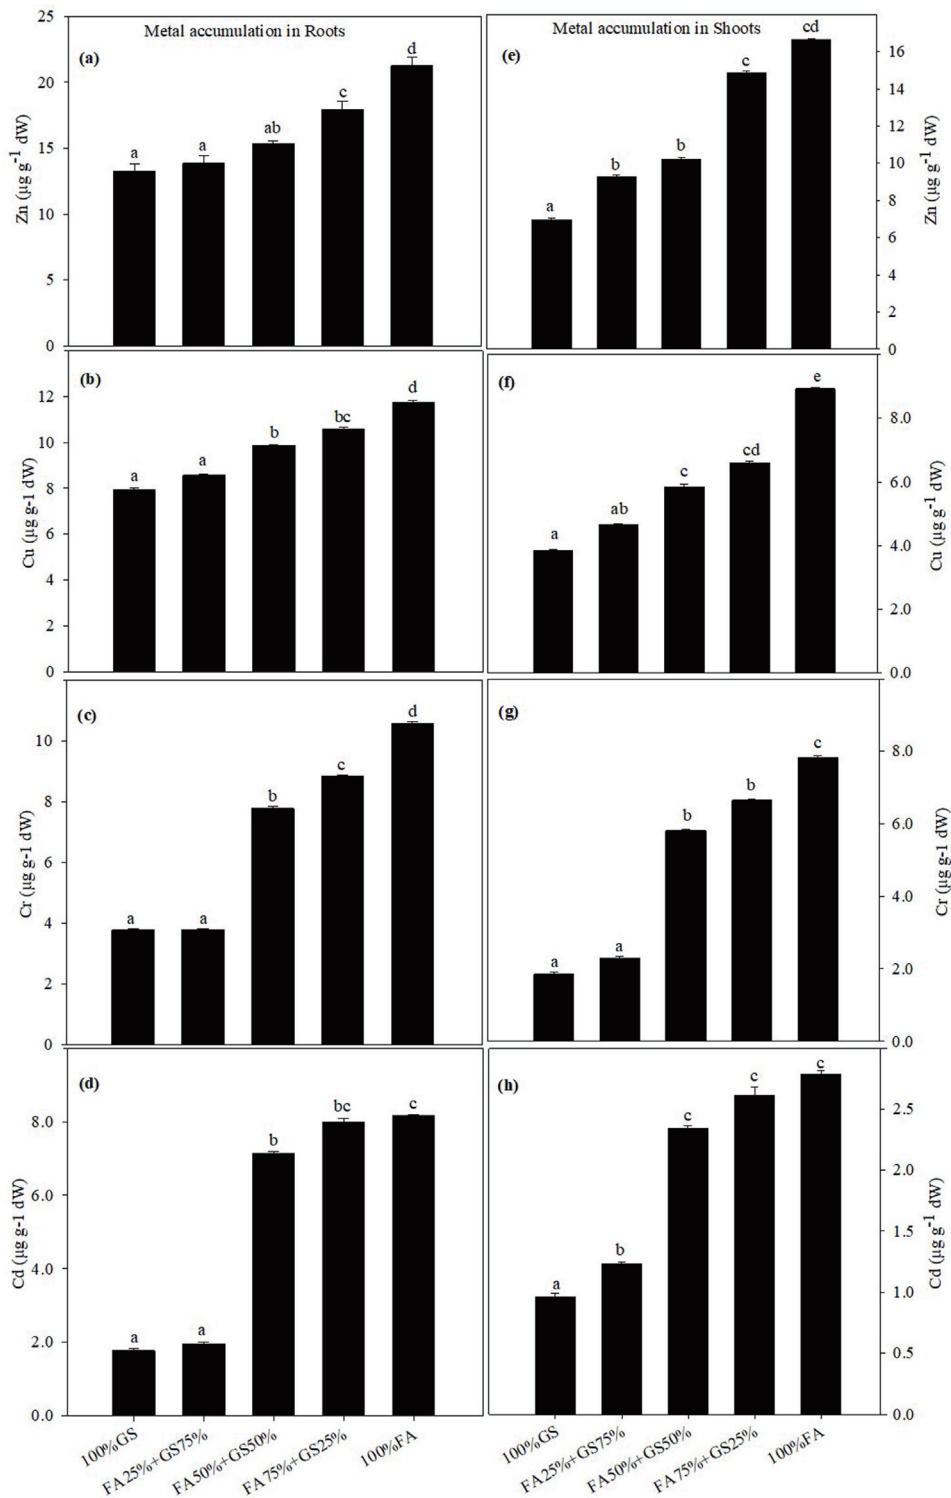 Metal accumulation in Roots
(a)
Zn (µg g-1 dW)
25
20
15
10
5
0
a
a
ab
c
d
Metal accumulation in Shoots
(e)
Zn (µg g-1 dW)
16
14
12
10
8
6
4
2
0
a
b
b
c
cd
(b)
Cu (µg g-1 dW)
12
10
8
6
4
2
0
a
a
b
bc
d
(f)
Cu (µg g-1 dW)
8.0
6.0
4.0
2.0
0.0
a
ab
c
cd
e
(c)
Cr (µg g-1 dW)
10
8
6
4
2
0
a
a
b
c
d
(g)
Cr (µg g-1 dW)
8.0
6.0
4.0
2.0
0.0
a
a
b
b
c
(d)
Cd (µg g-1 dW)
8.0
6.0
4.0
2.0
0.0
a
a
b
bc
c
(h)
Cd (µg g-1 dW)
2.5
2.0
1.5
1.0
0.5
0.0
a
b
c
c
c
100%GS
FA25%+GS75%
FA50%+GS50%
FA75%+GS25%
100%FA
100%GS
FA25%+GS75%
FA50%+GS50%
FA75%+GS25%
100%FA